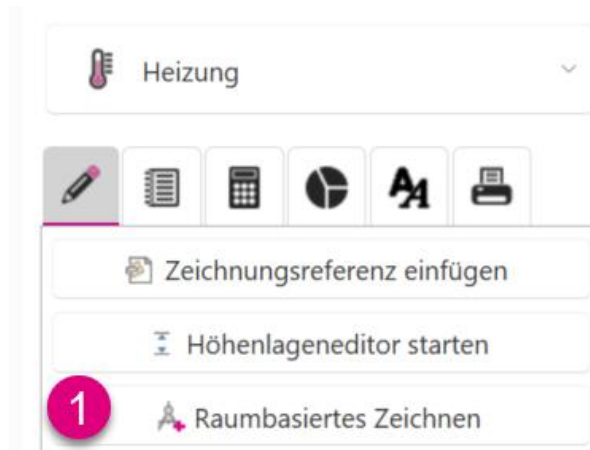 Heizung
Zeichnungsreferenz einfügen
Höhenlageneditor starten
1
Raumbasiertes Zeichnen